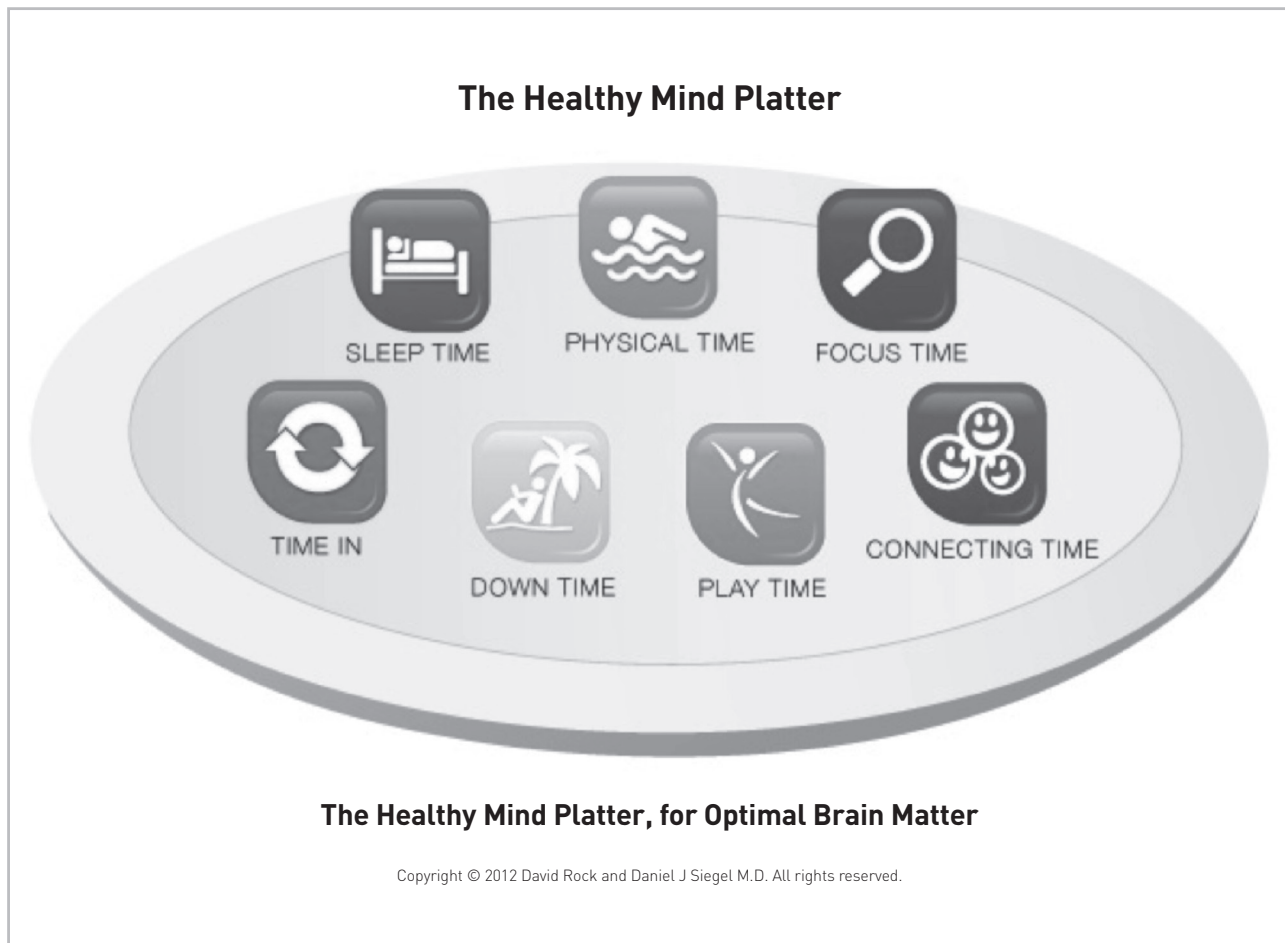 The Healthy Mind Platter
SLEEP TIME
PHYSICAL TIME
FOCUS TIME
TIME IN
DOWN TIME
PLAY TIME
CONNECTING TIME
The Healthy Mind Platter, for Optimal Brain Matter
Copyright © 2012 David Rock and Daniel J Siegel M.D. All rights reserved.